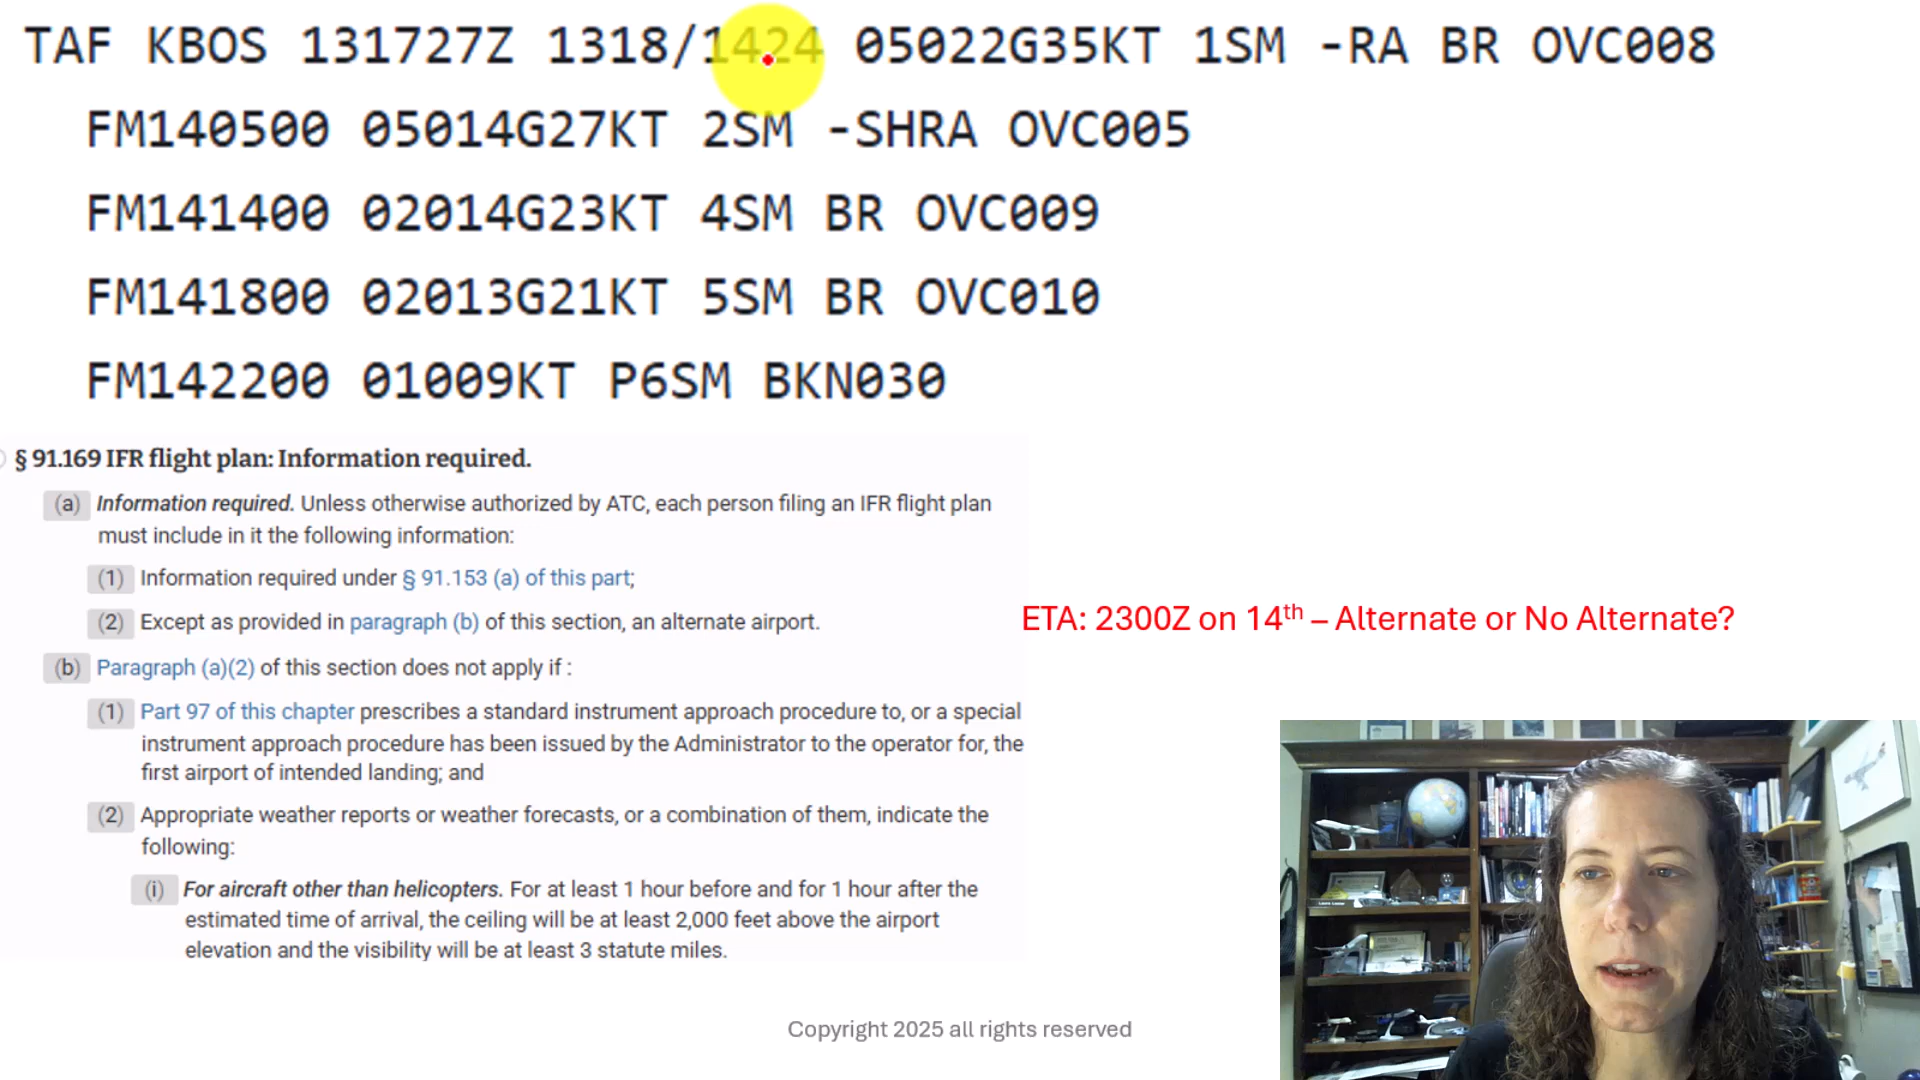 TAF KBOS 131727Z 1318/1424 05022G35KT 1SM -RA BR OVC008
FM140500 05014G27KT 2SM -SHRA OVC005
FM141400 02014G23KT 4SM BR OVC009
FM141800 02013G21KT 5SM BR OVC010
FM142200 01009KT P6SM BKN030
§ 91.169 IFR flight plan: Information required.
(a) Information required. Unless otherwise authorized by ATC, each person filing an IFR flight plan
must include in it the following information:
(1) Information required under § 91.153 (a) of this part;
(2) Except as provided in paragraph (b) of this section, an alternate airport.
(b) Paragraph (a)(2) of this section does not apply if :
(1) Part 97 of this chapter prescribes a standard instrument approach procedure to, or a special
instrument approach procedure has been issued by the Administrator to the operator for, the
first airport of intended landing; and
(2) Appropriate weather reports or weather forecasts, or a combination of them, indicate the
following:
(i) For aircraft other than helicopters. For at least 1 hour before and for 1 hour after the
estimated time of arrival, the ceiling will be at least 2,000 feet above the airport
elevation and the visibility will be at least 3 statute miles.
ETA: 2300Z on 14th – Alternate or No Alternate?
Copyright 2025 all rights reserved